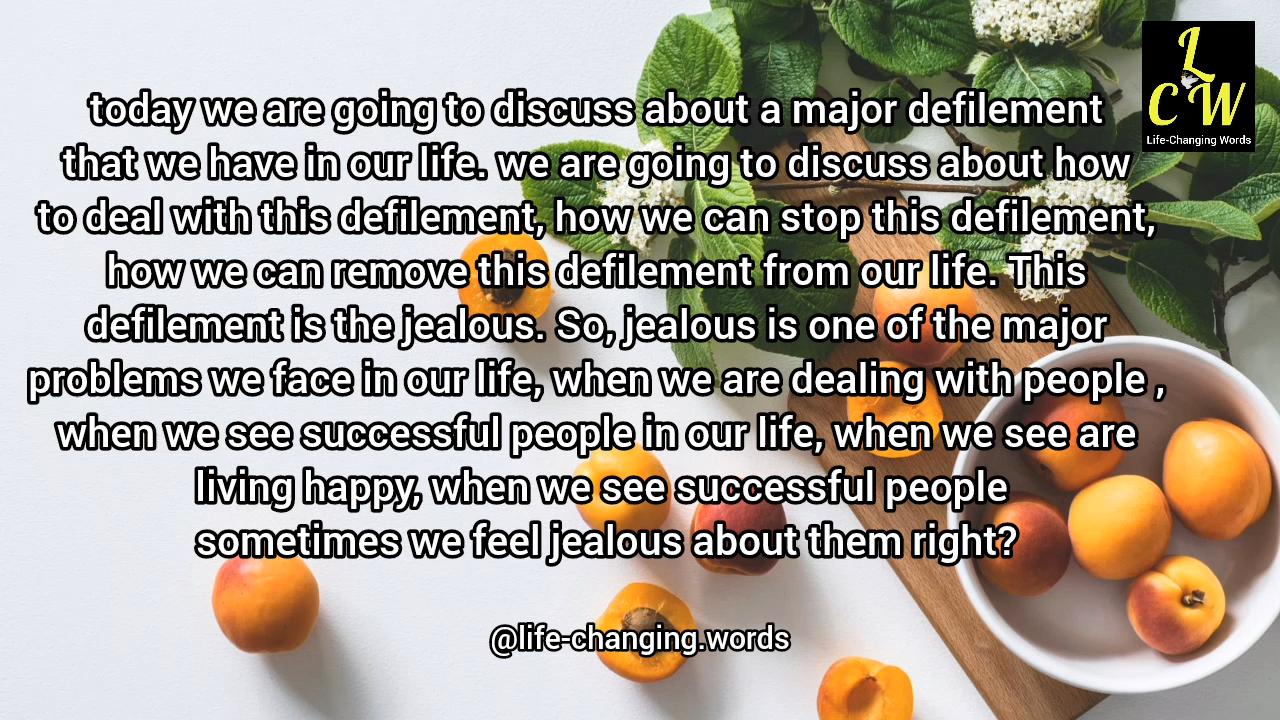 L
C W
Life-Changing Words
today we are going to discuss about a major defilement
that we have in our life. we are going to discuss about how
to deal with this defilement, how we can stop this defilement,
how we can remove this defilement from our life. This
defilement is the jealous. So, jealous is one of the major
problems we face in our life, when we are dealing with people ,
when we see successful people in our life, when we see are
living happy, when we see successful people
sometimes we feel jealous about them right?
@life-changing.words